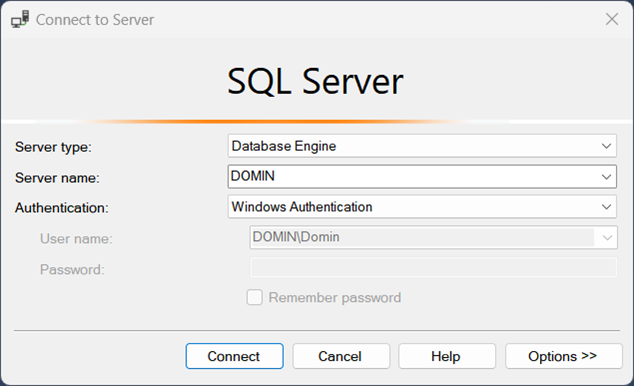 Connect to Server
SQL Server
Server type: Database Engine
Server name: DOMIN
Authentication: Windows Authentication
User name: DOMIN\Domin
Password:
Remember password
Connect Cancel Help Options >>